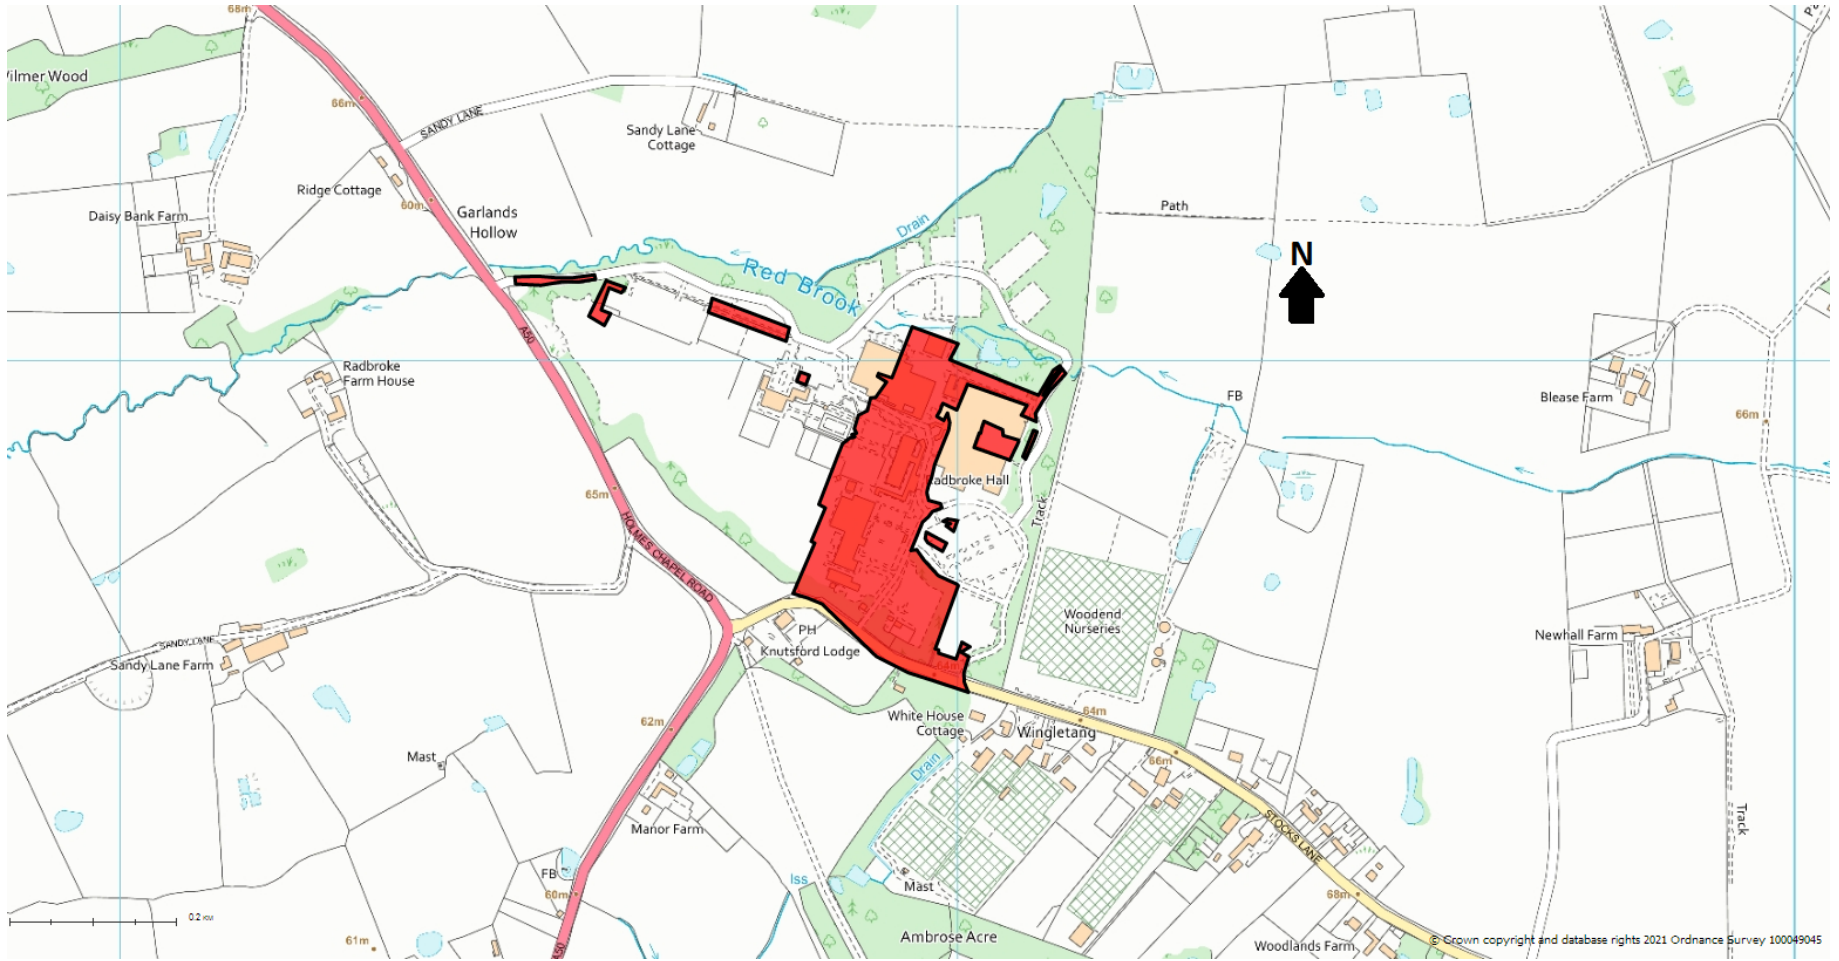 68m
Wilmer Wood
66m
SANDY LANE
Sandy Lane
Cottage
Ridge Cottage
60m
Garlands
Hollow
Daisy Bank Farm
Path
Drain
Red Brook
N
A50
Radbroke
Farm House
FB
Blease Farm
66m
65m
Radbroke Hall
Track
HOLMES CHAPEL ROAD
Woodend
Nurseries
PH
Knutsford Lodge
SANDY LANE
Sandy Lane Farm
Newhall Farm
64m
62m
White House
Cottage
Wingletang
64m
66m
Mast
Drain
Manor Farm
STOCKS LANE
Track
FB
60m
Iss
Mast
68m
0.2 KM
61m
Ambrose Acre
Woodlands Farm
© Crown copyright and database rights 2021 Ordnance Survey 100049045